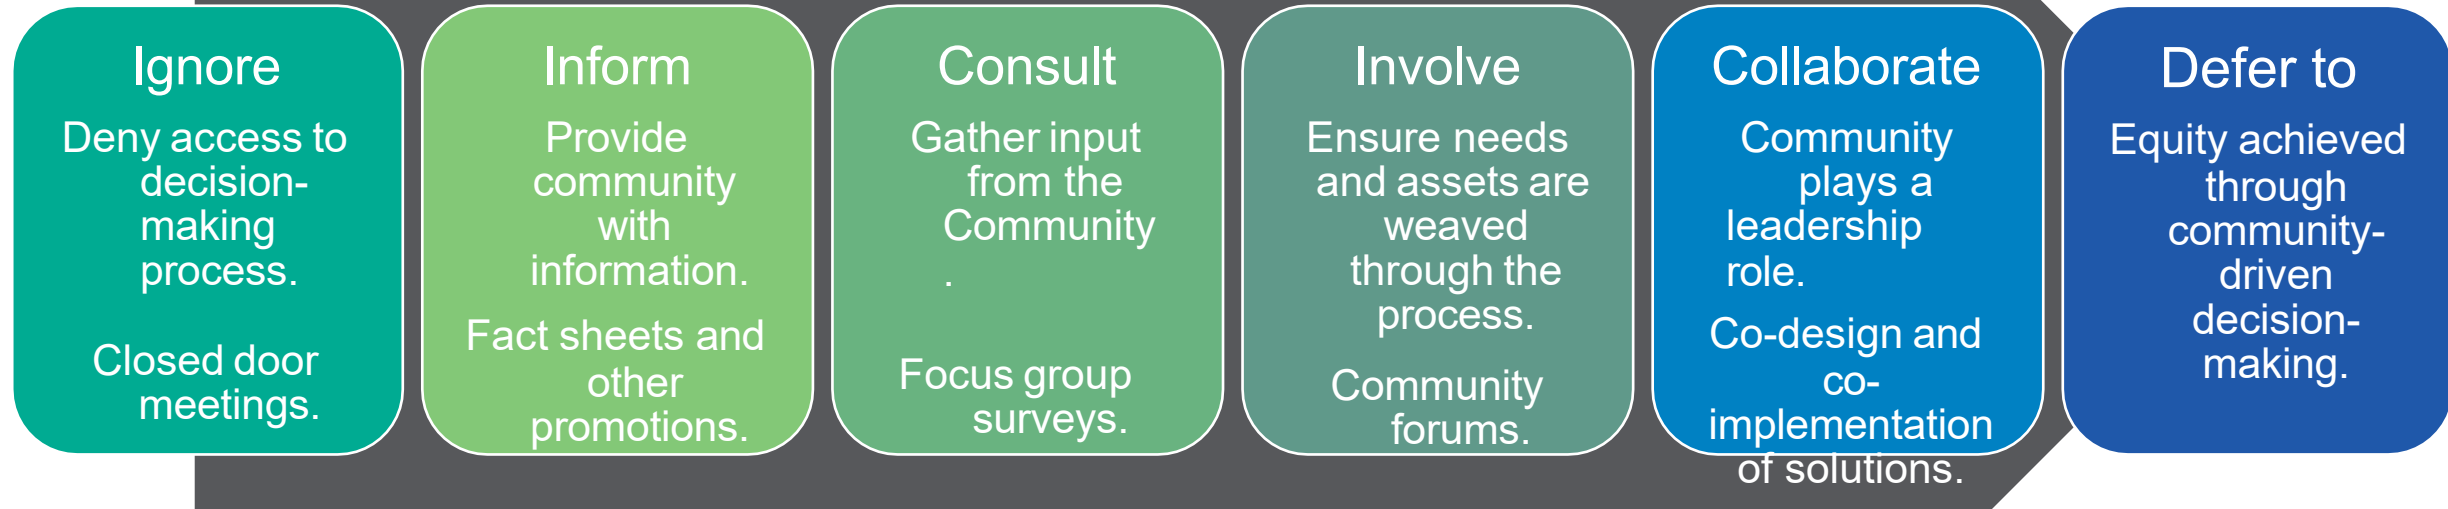 Ignore
Deny access to
decision-
making
process.
Closed door
meetings.
Inform
Provide
community
with
information.
Fact sheets and
other
promotions.
Consult
Gather input
from the
Community
.
Focus group
surveys.
Involve
Ensure needs
and assets are
weaved
through the
process.
Community
forums.
Collaborate
Community
plays a
leadership
role.
Co-design and
co-
implementation
of solutions.
Defer to
Equity achieved
through
community-
driven
decision-
making.